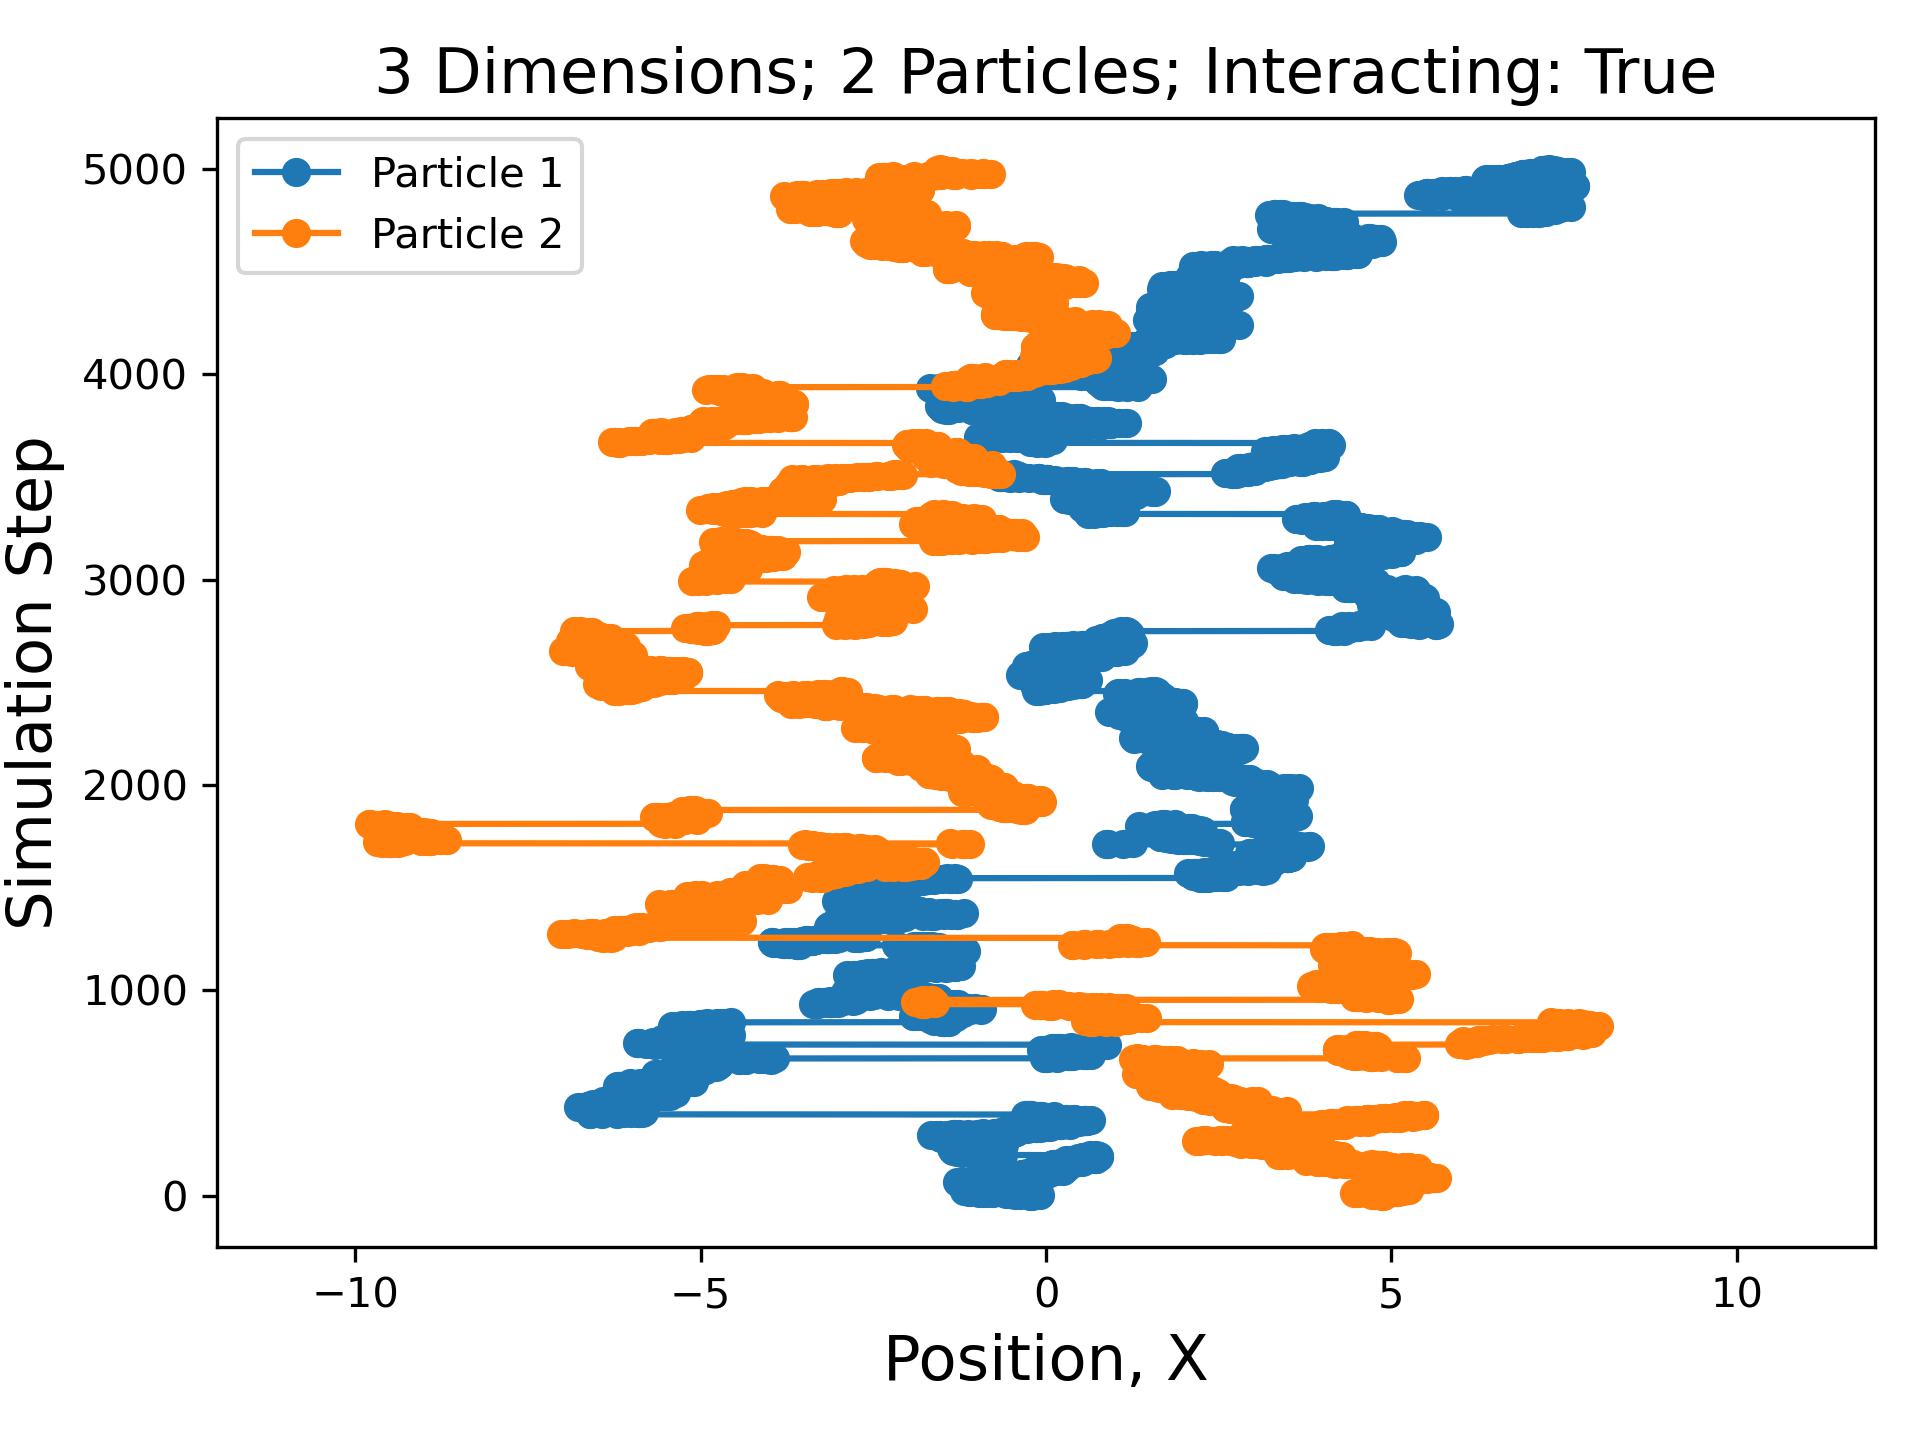 3 Dimensions; 2 Particles; Interacting: True
Particle 1
Particle 2
5000
4000
3000
2000
1000
0
Simulation Step
−10
−5
0
5
10
Position, X